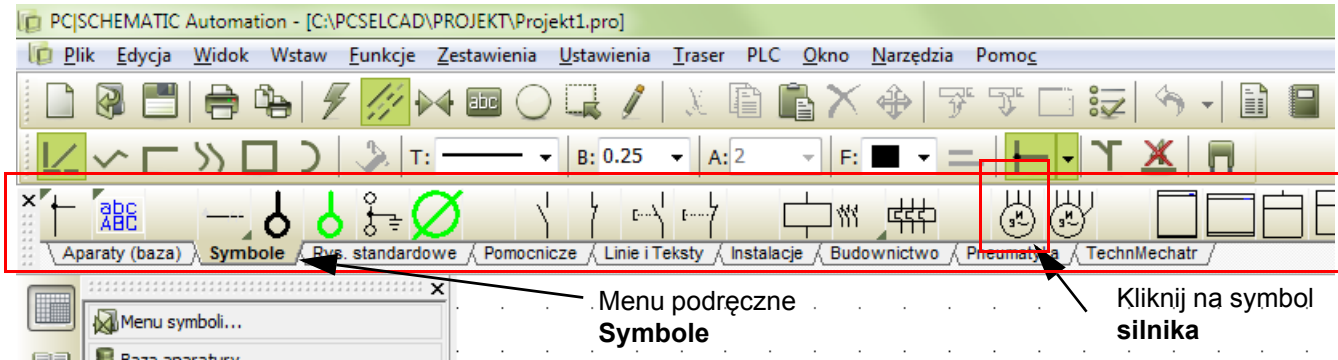 PC|SCHEMATIC Automation - [C:\PCSELCAD\PROJEKT\Projekt1.pro]
Plik Edycja Widok Wstaw Funkcje Zestawienia Ustawienia Traser PLC Okno Narzędzia Pomoc
abc
T: B: 0.25 A: 2 F:
abc
ABC
Aparaty (baza) Symbole Rys. standardowe Pomocnicze Linie i Teksty Instalacje Budownictwo Pneumatyka TechnMechatr
Menu podręczne
Symbole
Kliknij na symbol
silnika
Menu symboli...
Baza aparatury